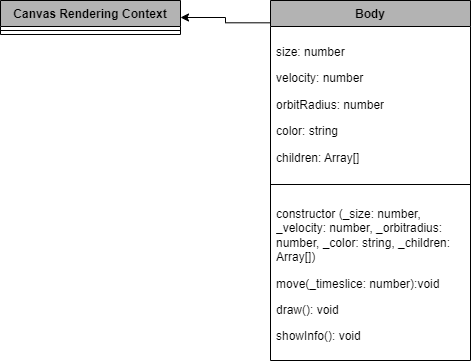 Canvas Rendering Context
Body
size: number
velocity: number
orbitRadius: number
color: string
children: Array[]
constructor (_size: number,
_velocity: number, _orbitradius:
number, _color: string, _children:
Array[])
move(_timeslice: number):void
draw(): void
showInfo(): void